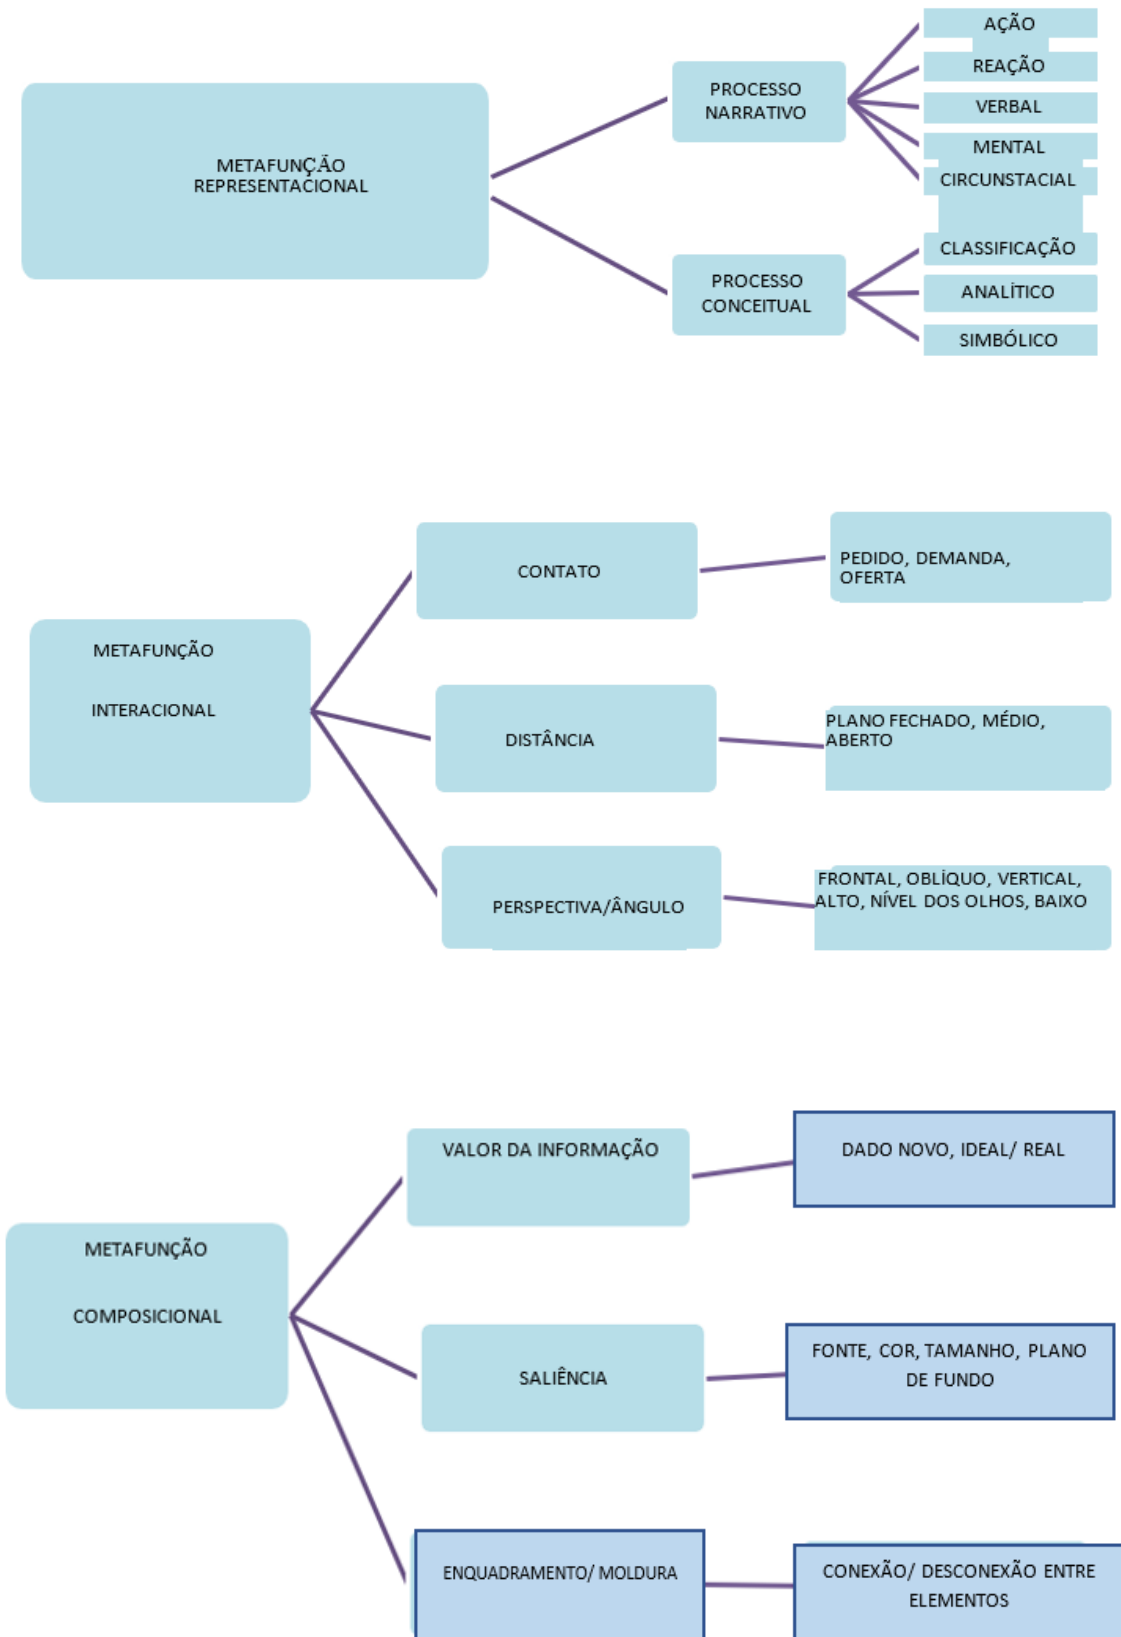 METAFUNÇÃO
REPRESENTACIONAL
PROCESSO
NARRATIVO
AÇÃO
REAÇÃO
VERBAL
MENTAL
CIRCUNSTACIAL
PROCESSO
CONCEITUAL
CLASSIFICAÇÃO
ANALÍTICO
SIMBÓLICO
METAFUNÇÃO
INTERACIONAL
CONTATO
PEDIDO, DEMANDA,
OFERTA
DISTÂNCIA
PLANO FECHADO, MÉDIO,
ABERTO
PERSPECTIVA/ÂNGULO
FRONTAL, OBLÍQUO, VERTICAL,
ALTO, NÍVEL DOS OLHOS, BAIXO
METAFUNÇÃO
COMPOSICIONAL
VALOR DA INFORMAÇÃO
DADO NOVO, IDEAL/ REAL
SALIÊNCIA
FONTE, COR, TAMANHO, PLANO
DE FUNDO
ENQUADRAMENTO/ MOLDURA
CONEXÃO/ DESCONEXÃO ENTRE
ELEMENTOS